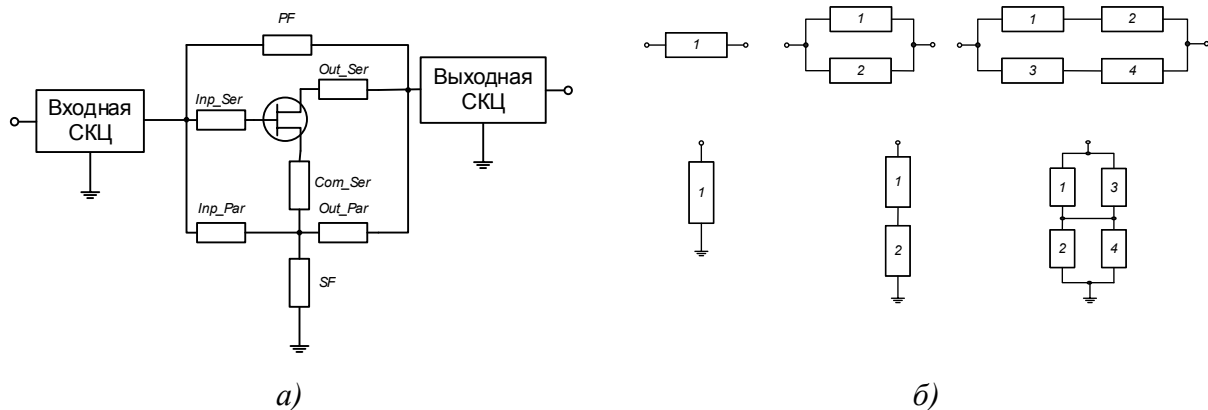 PF
Out_Ser
Входная
СКЦ
Inp_Ser
Выходная
СКЦ
Com_Ser
Inp_Par
Out_Par
SF
а)
1
1
2
1
2
3
4
1
1
2
1
3
2
4
б)